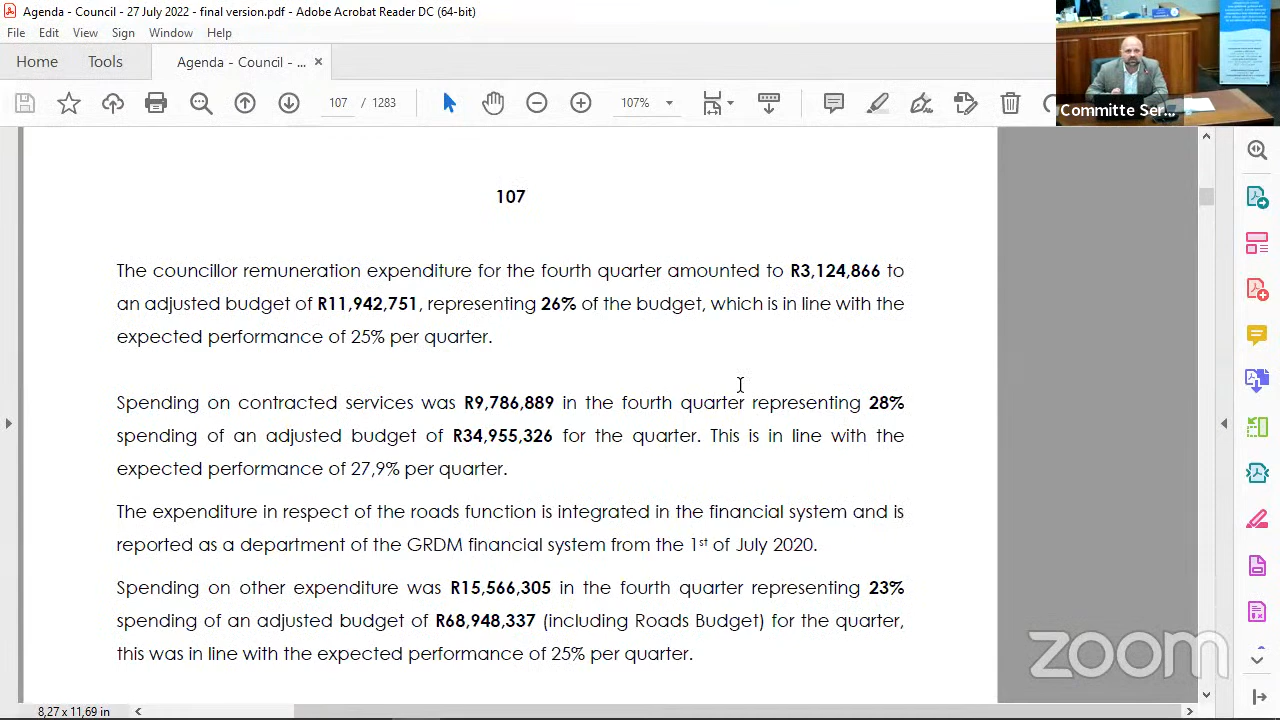 Agenda - Council - 27 July 2022 - final version.pdf - Adobe Acrobat Reader DC (64-bit)
File Edit View Sign Window Help
Home Tools Agenda - Council - ... ×
107 / 1283 107%
Committe Ser...
107
The councillor remuneration expenditure for the fourth quarter amounted to R3,124,866 to
an adjusted budget of R11,942,751, representing 26% of the budget, which is in line with the
expected performance of 25% per quarter.
Spending on contracted services was R9,786,889 in the fourth quarter representing 28%
spending of an adjusted budget of R34,955,326 for the quarter. This is in line with the
expected performance of 27,9% per quarter.
The expenditure in respect of the roads function is integrated in the financial system and is
reported as a department of the GRDM financial system from the 1st of July 2020.
Spending on other expenditure was R15,566,305 in the fourth quarter representing 23%
spending of an adjusted budget of R68,948,337 (including Roads Budget) for the quarter,
this was in line with the expected performance of 25% per quarter.
zoom
8,27 x 11,69 in